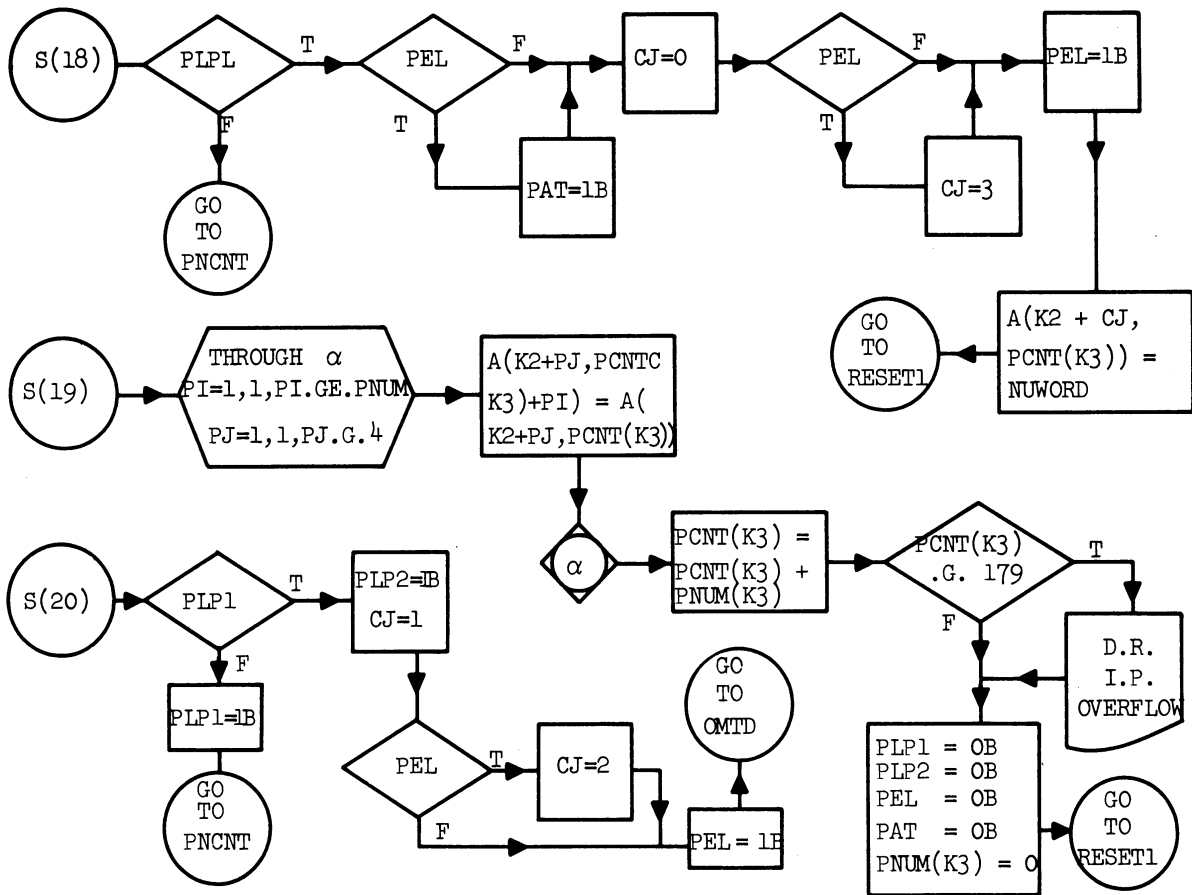 S(18)
PLPL
T
F
GO
TO
PNCNT
PEL
F
T
PAT=1B
CJ=0
PEL
F
T
CJ=3
PEL=1B
A(K2 + CJ,
PCNT(K3)) =
NUWORD
GO
TO
RESET1
S(19)
THROUGH α
PI=1,1,PI.GE.PNUM
PJ=1,1,PJ.G.4
A(K2+PJ,PCNTC
K3)+PI) = A(
K2+PJ,PCNT(K3))
α
PCNT(K3) =
PCNT(K3) +
PNUM(K3)
PCNT(K3)
.G. 179
T
F
D.R.
I.P.
OVERFLOW
PLP1 = OB
PLP2 = OB
PEL = OB
PAT = OB
PNUM(K3) = 0
GO
TO
RESET1
S(20)
PLP1
T
F
PLP1=1B
GO
TO
PNCNT
PLP2=1B
CJ=1
PEL
T
F
CJ=2
PEL= 1B
GO
TO
OMTD